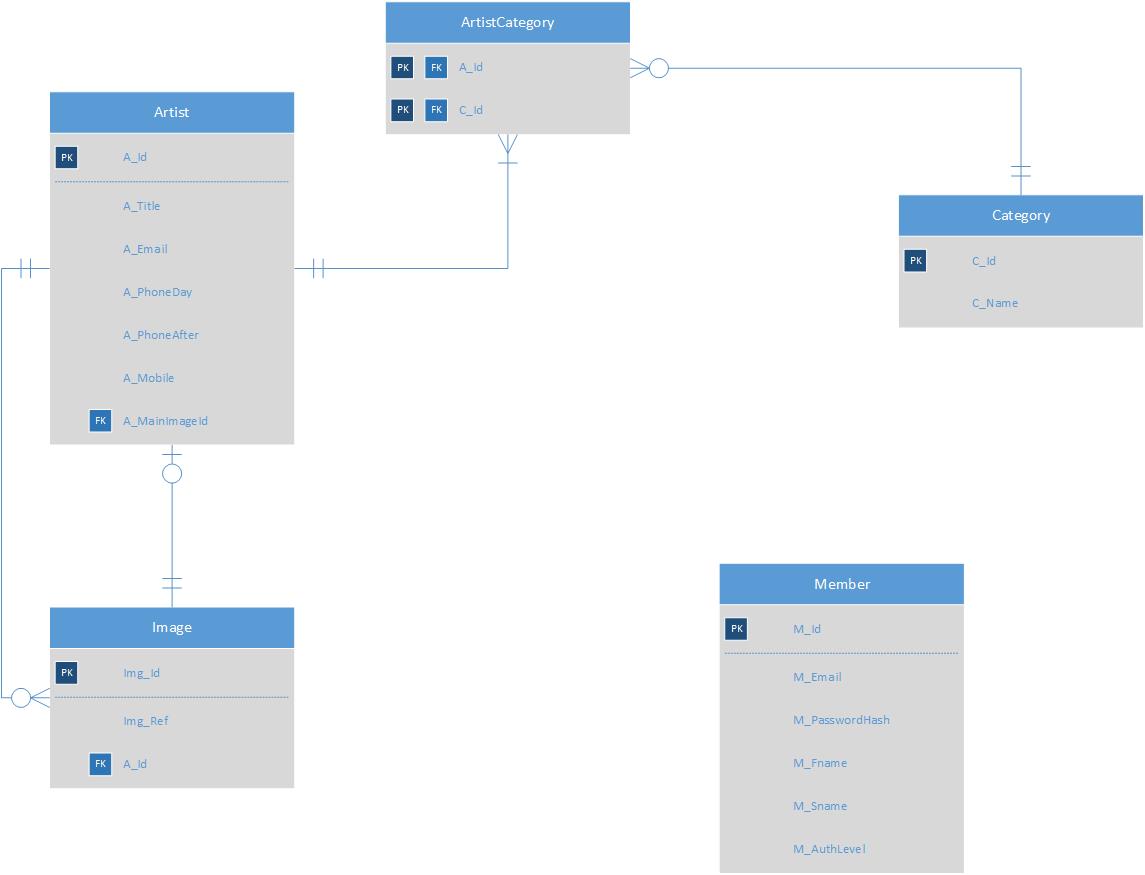 ArtistCategory
PK FK A_Id
PK FK C_Id
Artist
PK A_Id
A_Title
A_Email
A_PhoneDay
A_PhoneAfter
A_Mobile
FK A_MainImageId
Category
PK C_Id
C_Name
Image
PK Img_Id
Img_Ref
FK A_Id
Member
PK M_Id
M_Email
M_PasswordHash
M_Fname
M_Sname
M_AuthLevel